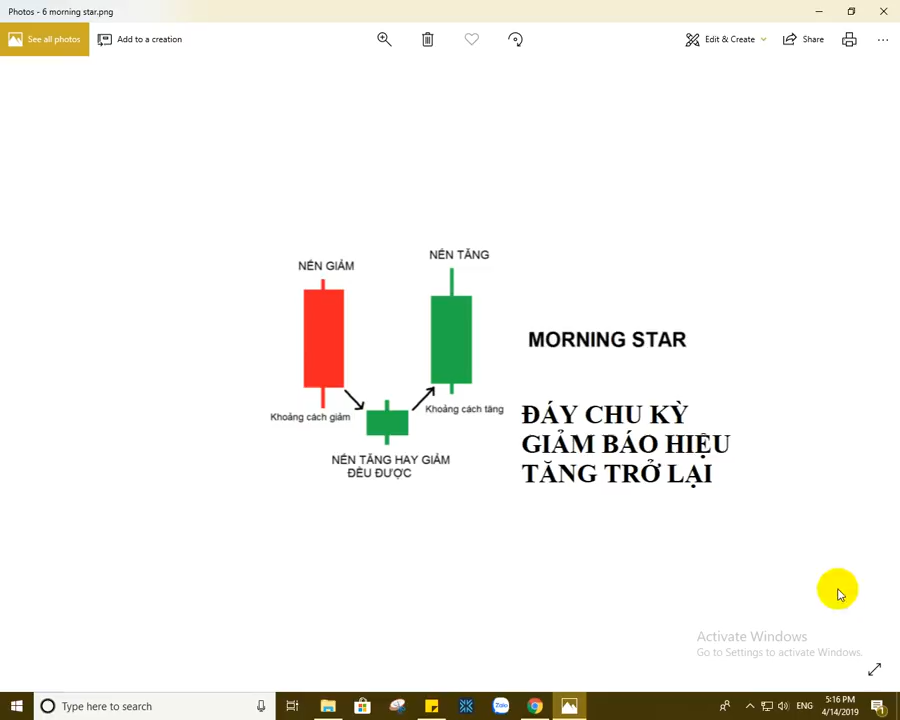 Photos - 6 morning star.png
See all photos
Add to a creation
Edit & Create
Share
NẾN GIẢM
NẾN TĂNG
MORNING STAR
Khoảng cách giảm
Khoảng cách tăng
ĐÁY CHU KỲ
GIẢM BÁO HIỆU
TĂNG TRỞ LẠI
NẾN TĂNG HAY GIẢM
ĐỀU ĐƯỢC
Activate Windows
Go to Settings to activate Windows.
Type here to search
Zalo
ENG
5:16 PM
4/14/2019
1